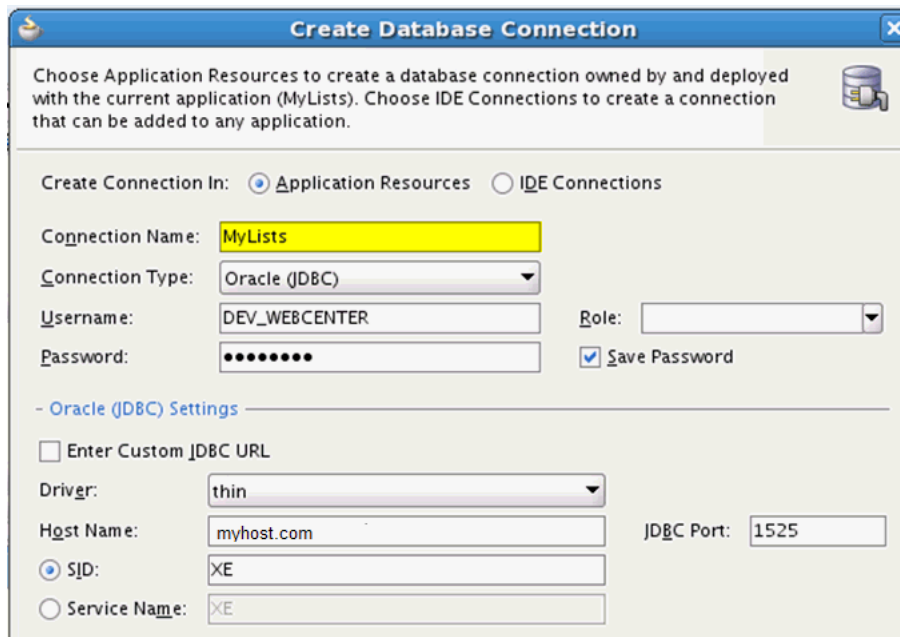 Create Database Connection
Choose Application Resources to create a database connection owned by and deployed
with the current application (MyLists). Choose IDE Connections to create a connection
that can be added to any application.
Create Connection In: Application Resources IDE Connections
Connection Name: MyLists
Connection Type: Oracle (JDBC)
Username: DEV_WEBCENTER Role:
Password: •••••••• Save Password
Oracle (JDBC) Settings
Enter Custom JDBC URL
Driver: thin
Host Name: myhost.com JDBC Port: 1525
SID: XE
Service Name: XE